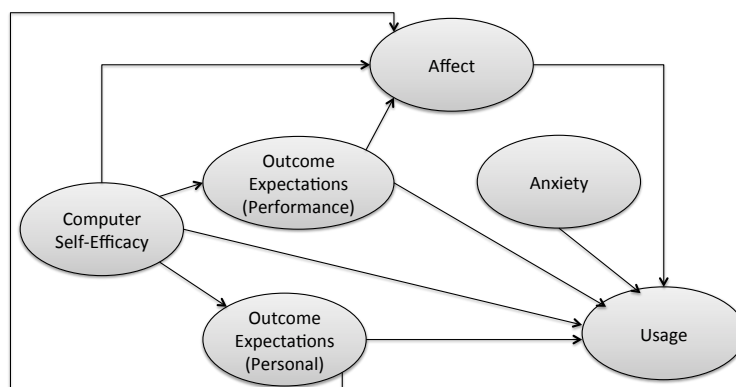 Affect
Outcome
Expectations
(Performance)
Anxiety
Computer
Self-Efficacy
Outcome
Expectations
(Personal)
Usage